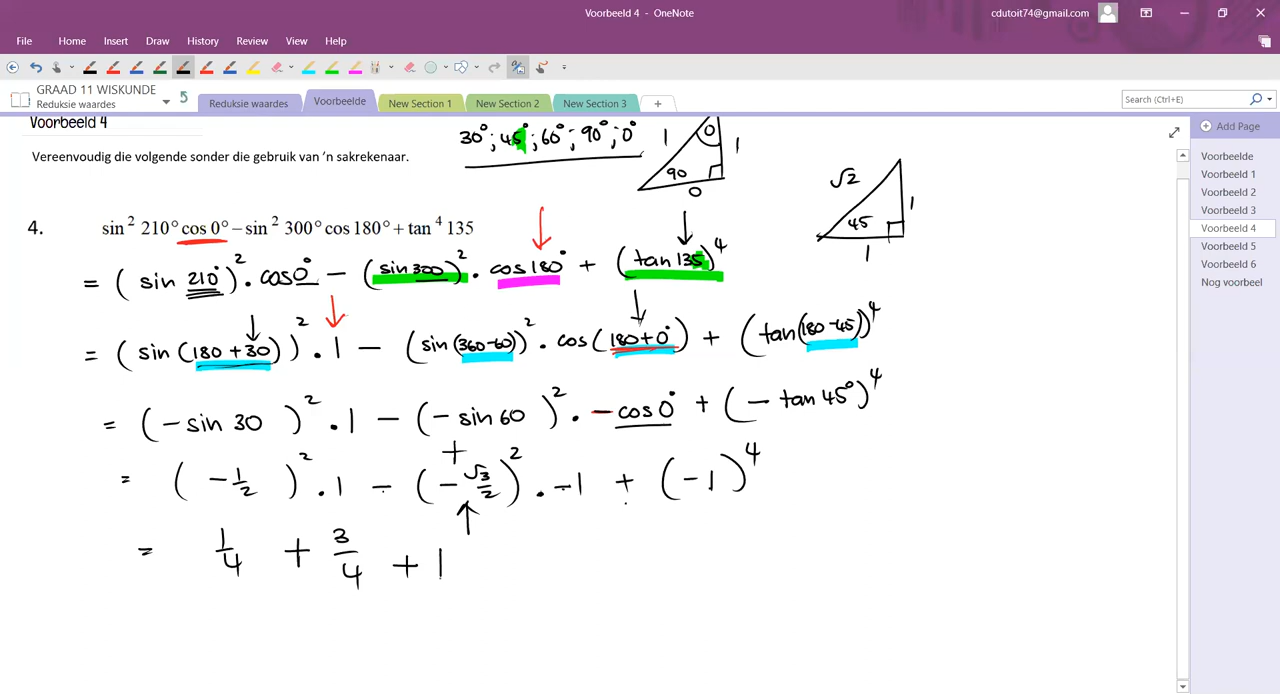 Voorbeeld 4 - OneNote
cdutoit74@gmail.com
File Home Insert Draw History Review View Help
GRAAD 11 WISKUNDE
Reduksie waardes
Reduksie waardes Voorbeelde New Section 1 New Section 2 New Section 3 +
Search (Ctrl+E)
Add Page
Voorbeelde
Voorbeeld 1
Voorbeeld 2
Voorbeeld 3
Voorbeeld 4
Voorbeeld 5
Voorbeeld 6
Nog voorbeel
Voorbeeld 4
30°; 45°; 60°; 90°; 0°
1 0 1
90
0
Vereenvoudig die volgende sonder die gebruik van 'n sakrekenaar.
√2 1
45
1
4. sin² 210° cos 0° − sin² 300° cos 180° + tan⁴ 135
= (sin 210°)² . cos 0° − (sin 300)² . cos 180° + (tan 135)⁴
= (sin (180 + 30))² . 1 − (sin (360-60))² . cos (180 + 0°) + (tan(180-45))⁴
= (− sin 30)² . 1 − (− sin 60)² . − cos 0° + (− tan 45°)⁴
+
= (− 1/2)² . 1 − (− √3/2)² . −1 + (−1)⁴
= 1/4 + 3/4 + 1